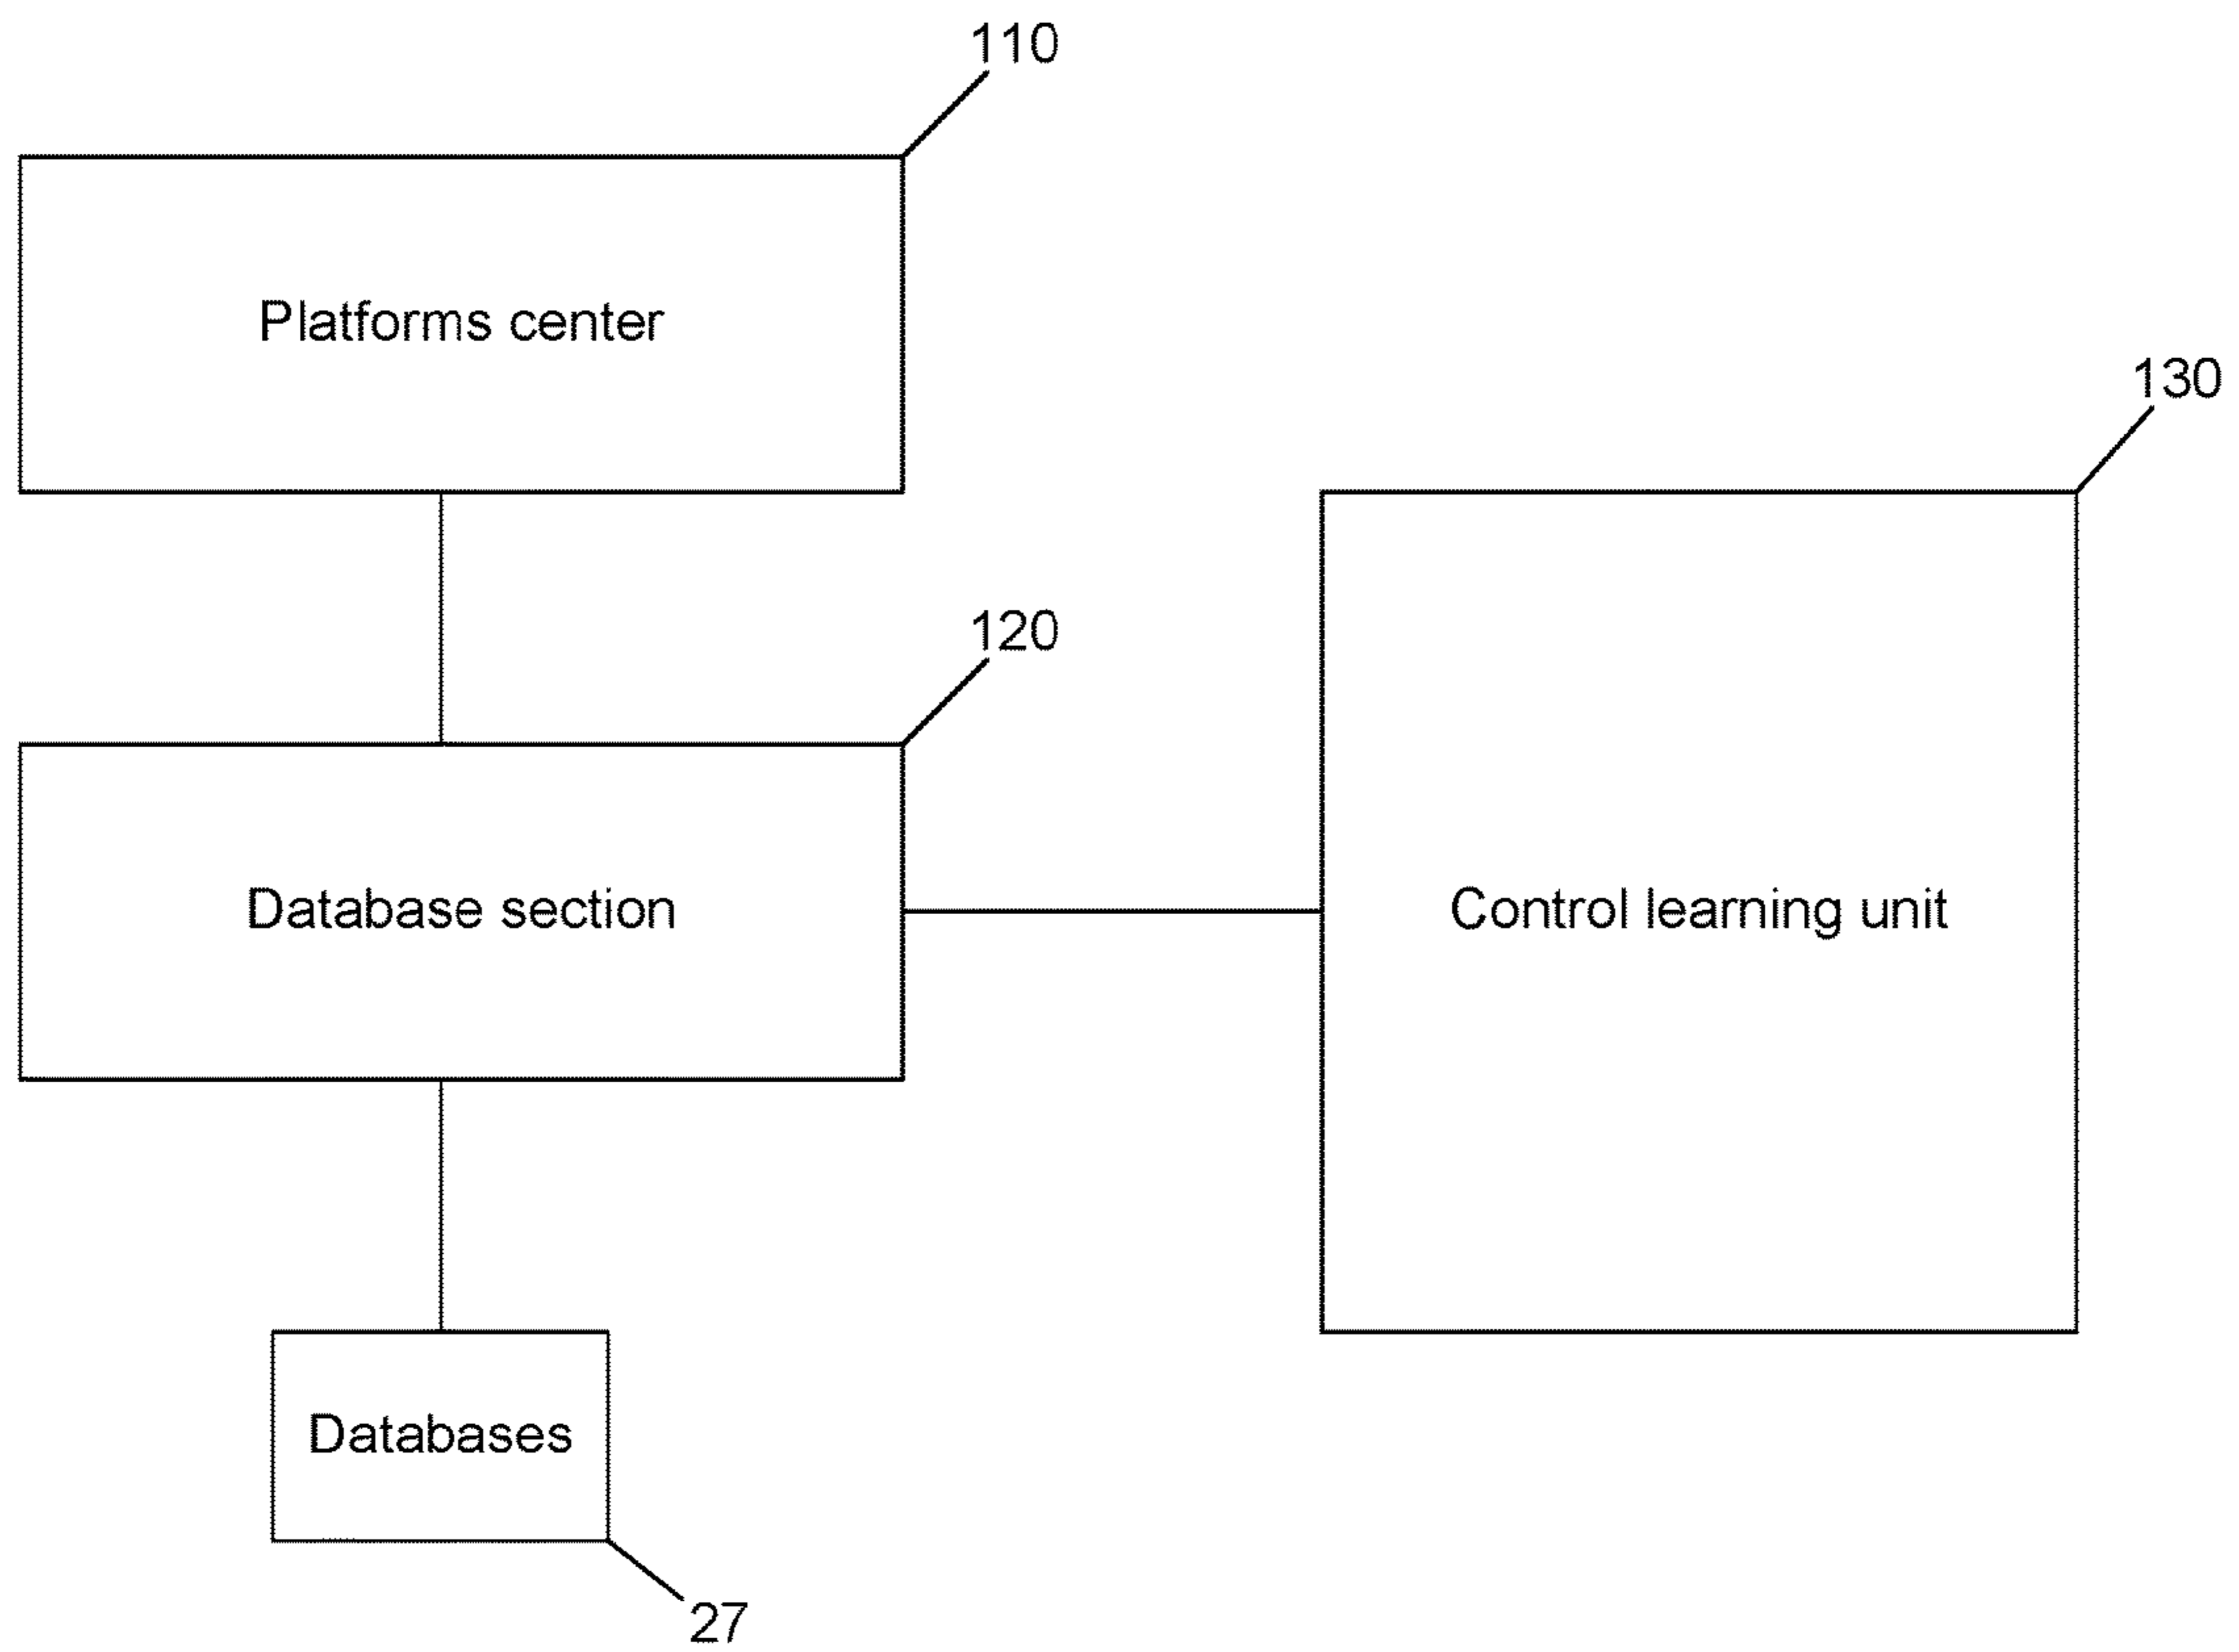 110
Platforms center
130
120
Database section
Control learning unit
Databases
27